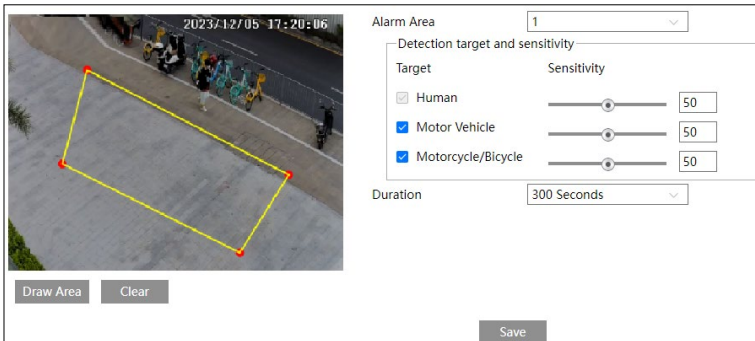 2023/12/05 17:20:06
Alarm Area
1
Detection target and sensitivity
Target
Sensitivity
Human
50
Motor Vehicle
50
Motorcycle/Bicycle
50
Duration
300 Seconds
Draw Area
Clear
Save